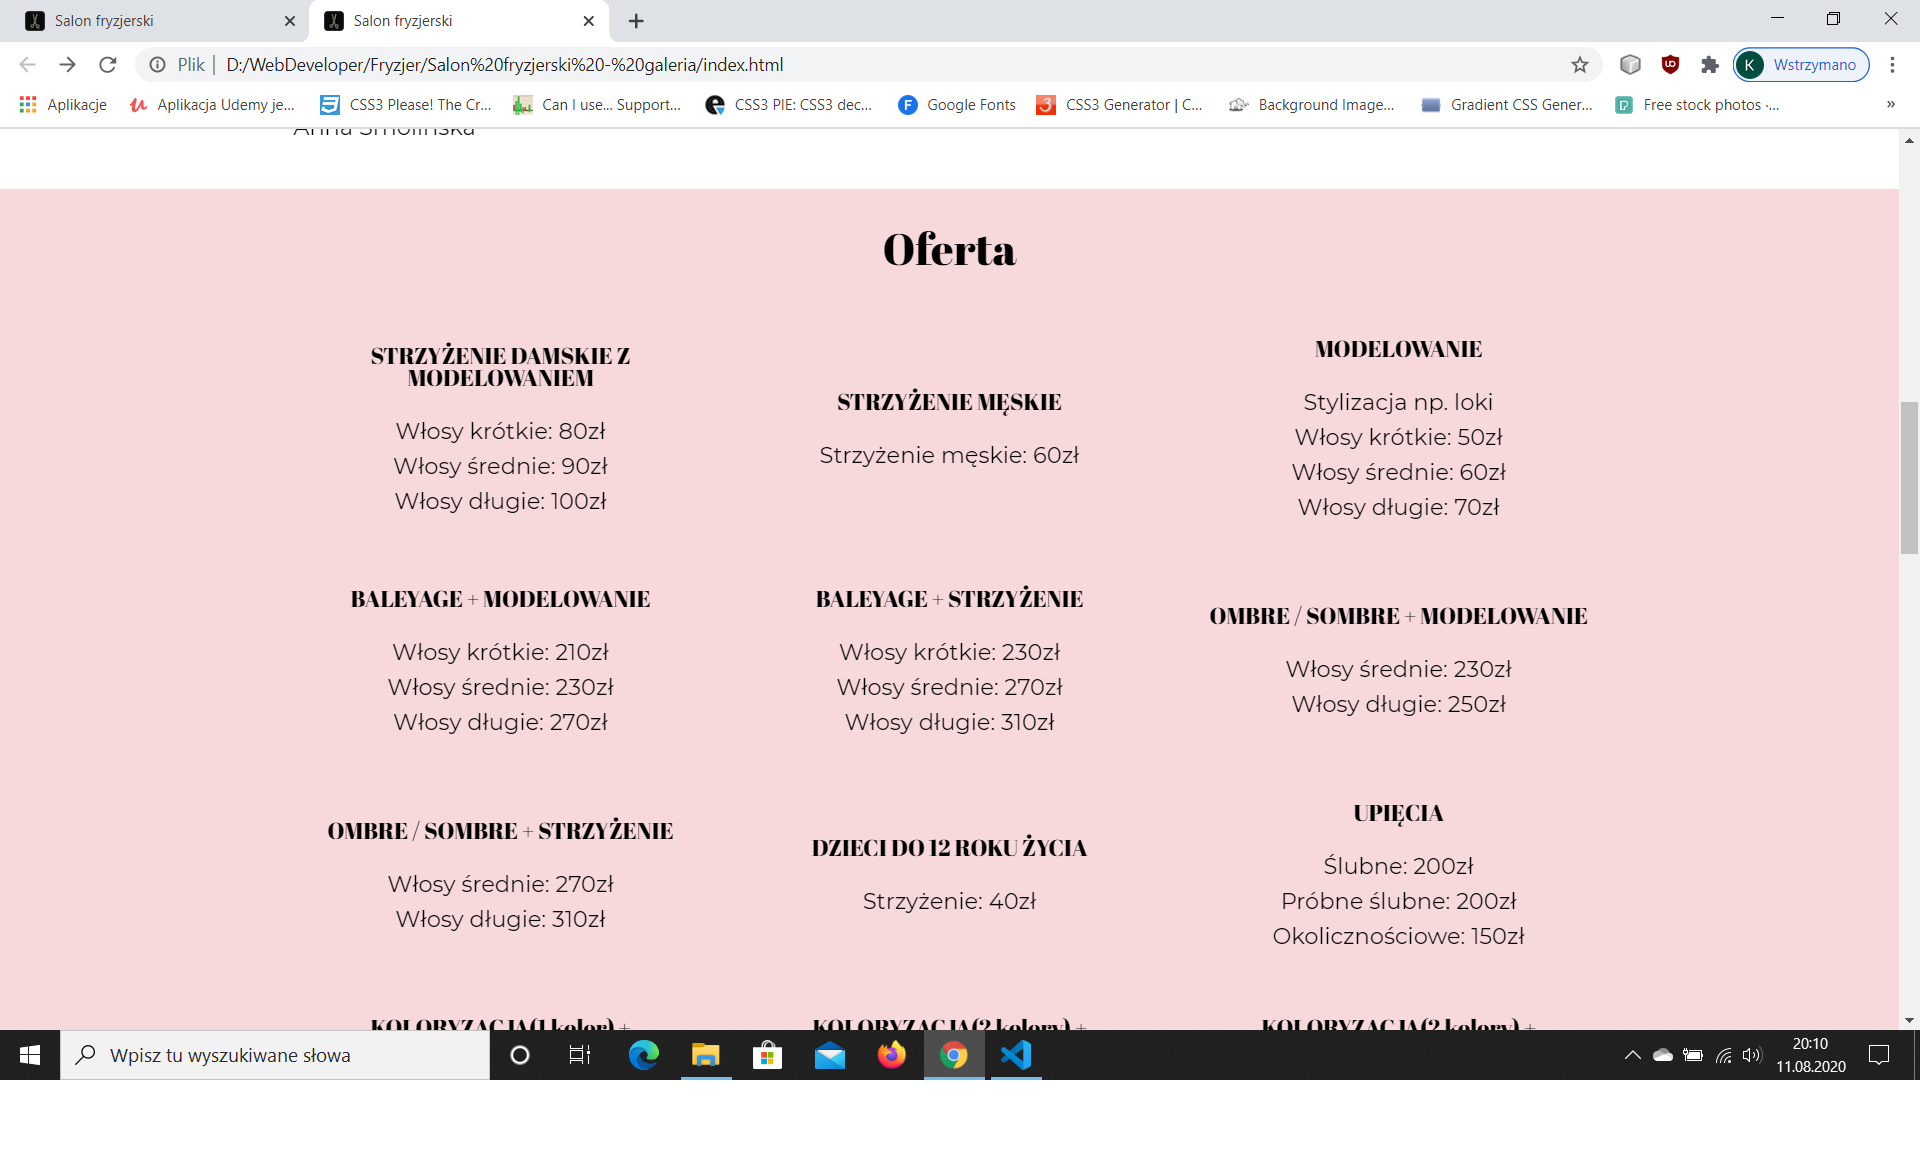 Salon fryzjerski
Salon fryzjerski
Plik | D:/WebDeveloper/Fryzjer/Salon%20fryzjerski%20-%20galeria/index.html
K Wstrzymano
Aplikacje
Aplikacja Udemy je...
CSS3 Please! The Cr...
Can I use... Support...
CSS3 PIE: CSS3 dec...
Google Fonts
CSS3 Generator | C...
Background Image...
Gradient CSS Gener...
Free stock photos ·...
»
Anna Smolińska
Oferta
STRZYŻENIE DAMSKIE Z
MODELOWANIEM
Włosy krótkie: 80zł
Włosy średnie: 90zł
Włosy długie: 100zł
STRZYŻENIE MĘSKIE
Strzyżenie męskie: 60zł
MODELOWANIE
Stylizacja np. loki
Włosy krótkie: 50zł
Włosy średnie: 60zł
Włosy długie: 70zł
BALEYAGE + MODELOWANIE
Włosy krótkie: 210zł
Włosy średnie: 230zł
Włosy długie: 270zł
BALEYAGE + STRZYŻENIE
Włosy krótkie: 230zł
Włosy średnie: 270zł
Włosy długie: 310zł
OMBRE / SOMBRE + MODELOWANIE
Włosy średnie: 230zł
Włosy długie: 250zł
OMBRE / SOMBRE + STRZYŻENIE
Włosy średnie: 270zł
Włosy długie: 310zł
DZIECI DO 12 ROKU ŻYCIA
Strzyżenie: 40zł
UPIĘCIA
Ślubne: 200zł
Próbne ślubne: 200zł
Okolicznościowe: 150zł
KOLORYZACJA(1 kolor) +
KOLORYZACJA(2 kolory) +
KOLORYZACJA(2 kolory) +
Wpisz tu wyszukiwane słowa
20:10
11.08.2020